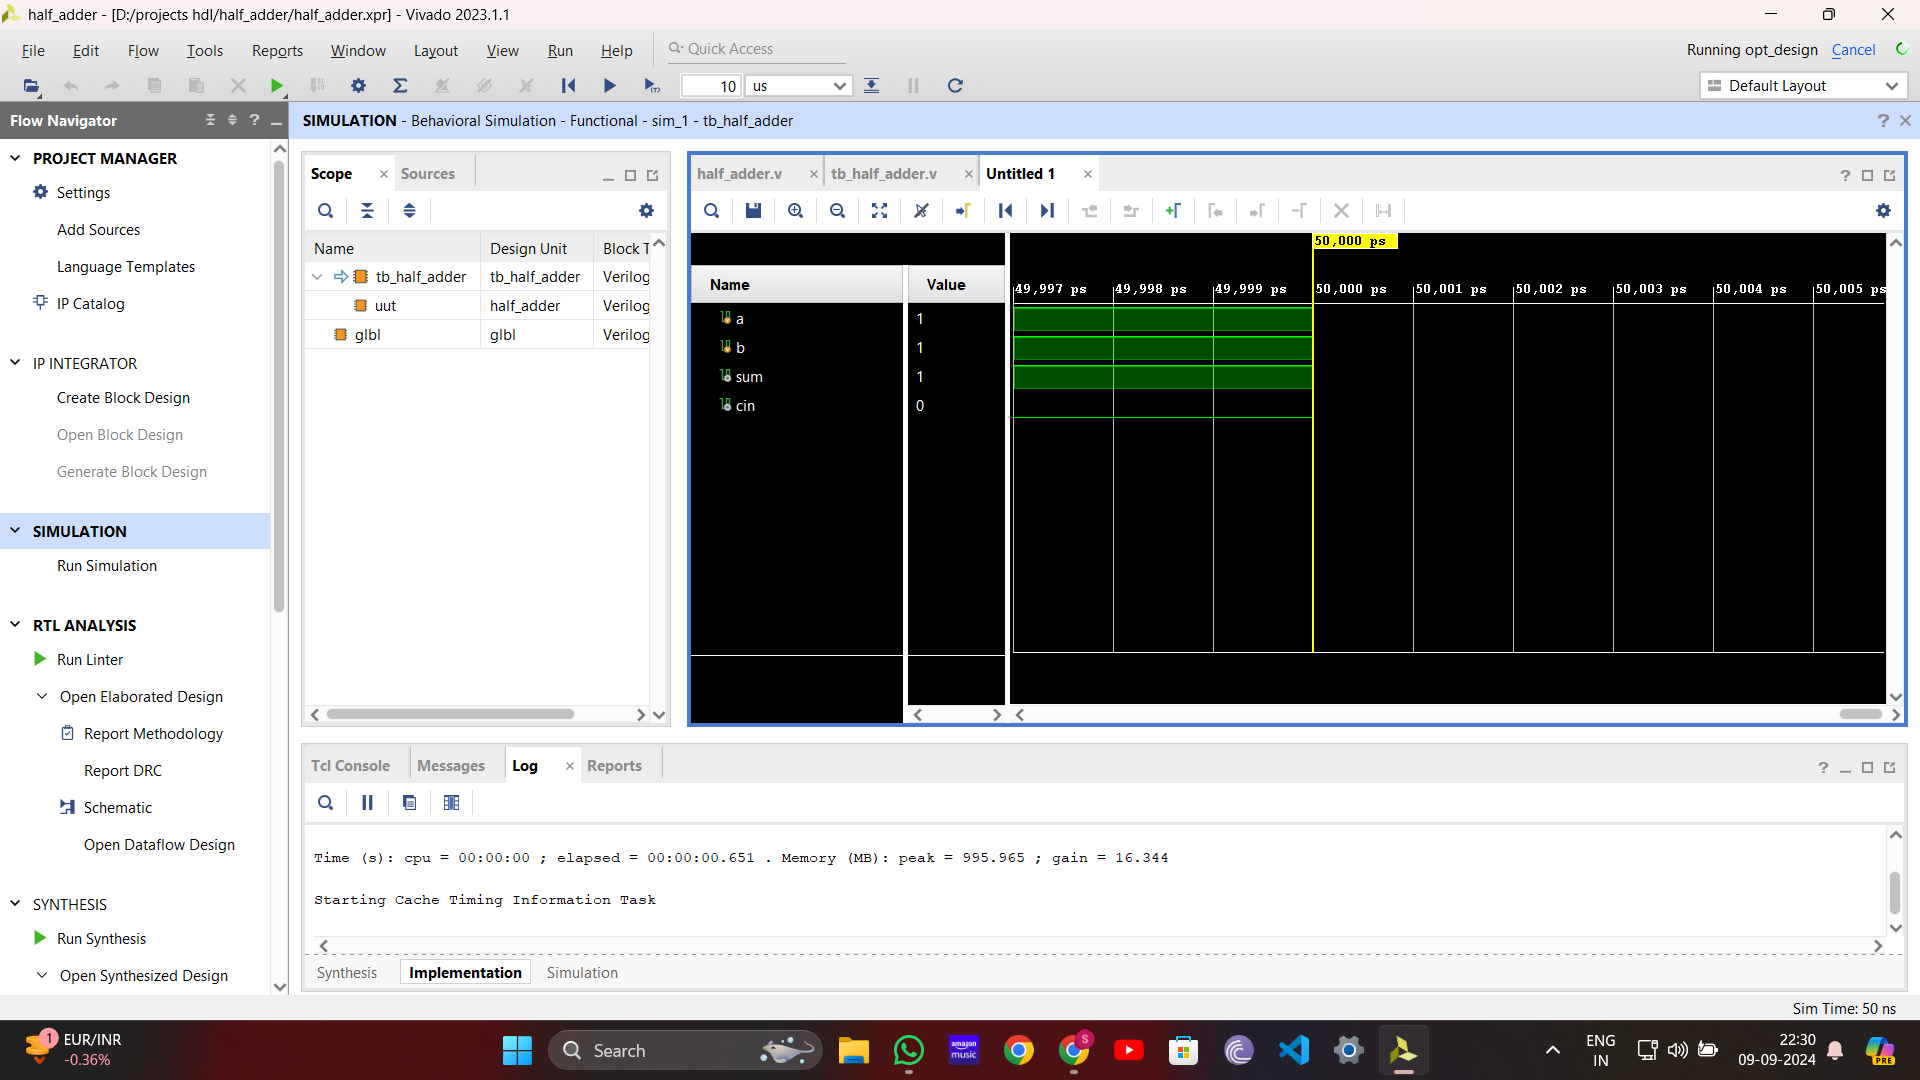 half_adder - [D:/projects hdl/half_adder/half_adder.xpr] - Vivado 2023.1.1
File Edit Flow Tools Reports Window Layout View Run Help Quick Access
Running opt_design Cancel
10 us
Default Layout
Flow Navigator
SIMULATION - Behavioral Simulation - Functional - sim_1 - tb_half_adder
PROJECT MANAGER
Settings
Add Sources
Language Templates
IP Catalog
IP INTEGRATOR
Create Block Design
Open Block Design
Generate Block Design
SIMULATION
Run Simulation
RTL ANALYSIS
Run Linter
Open Elaborated Design
Report Methodology
Report DRC
Schematic
Open Dataflow Design
SYNTHESIS
Run Synthesis
Open Synthesized Design
Scope Sources
Name Design Unit Block T
tb_half_adder tb_half_adder Verilog
uut half_adder Verilog
glbl glbl Verilog
half_adder.v tb_half_adder.v Untitled 1
50,000 ps
Name Value
49,997 ps 49,998 ps 49,999 ps 50,000 ps 50,001 ps 50,002 ps 50,003 ps 50,004 ps 50,005 ps
a 1
b 1
sum 1
cin 0
Tcl Console Messages Log Reports
Time (s): cpu = 00:00:00 ; elapsed = 00:00:00.651 . Memory (MB): peak = 995.965 ; gain = 16.344
Starting Cache Timing Information Task
Synthesis Implementation Simulation
Sim Time: 50 ns
1
EUR/INR
-0.36%
Search
amazon music
S
ENG
IN
22:30
09-09-2024
PRE